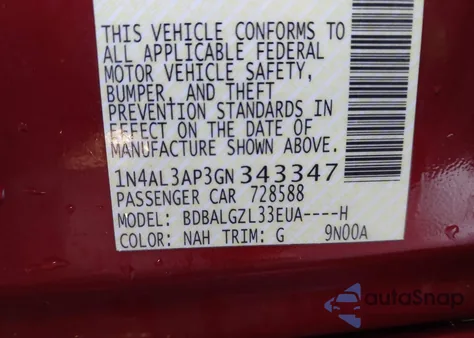 THIS VEHICLE CONFORMS TO
ALL APPLICABLE FEDERAL
MOTOR VEHICLE SAFETY,
BUMPER, AND THEFT
PREVENTION STANDARDS IN
EFFECT ON THE DATE OF
MANUFACTURE SHOWN ABOVE.
1N4AL3AP3GN343347
PASSENGER CAR 728588
MODEL: BDBALGZL33EUA----H
COLOR: NAH TRIM: G 9N00A
autoSnap